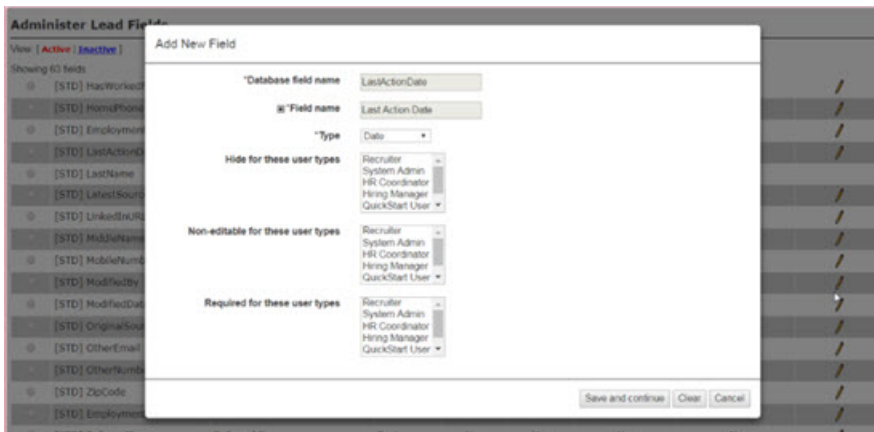 Administer Lead Fields
View [ Active | Inactive ]
Showing 63 fields
[STD] HasWorked
[STD] HomePhone
[STD] Employment
[STD] LastActionD
[STD] LastName
[STD] LatestSourc
[STD] LinkedInUR
[STD] MiddleName
[STD] MobileNumb
[STD] ModifiedBy
[STD] ModifiedDat
[STD] OriginalSou
[STD] OtherEmail
[STD] OtherNumb
[STD] ZipCode
[STD] Employment
Add New Field
*Database field name LastActionDate
*Field name Last Action Date
*Type Date
Hide for these user types
Recruiter
System Admin
HR Coordinator
Hiring Manager
QuickStart User
Non-editable for these user types
Recruiter
System Admin
HR Coordinator
Hiring Manager
QuickStart User
Required for these user types
Recruiter
System Admin
HR Coordinator
Hiring Manager
QuickStart User
Save and continue Clear Cancel